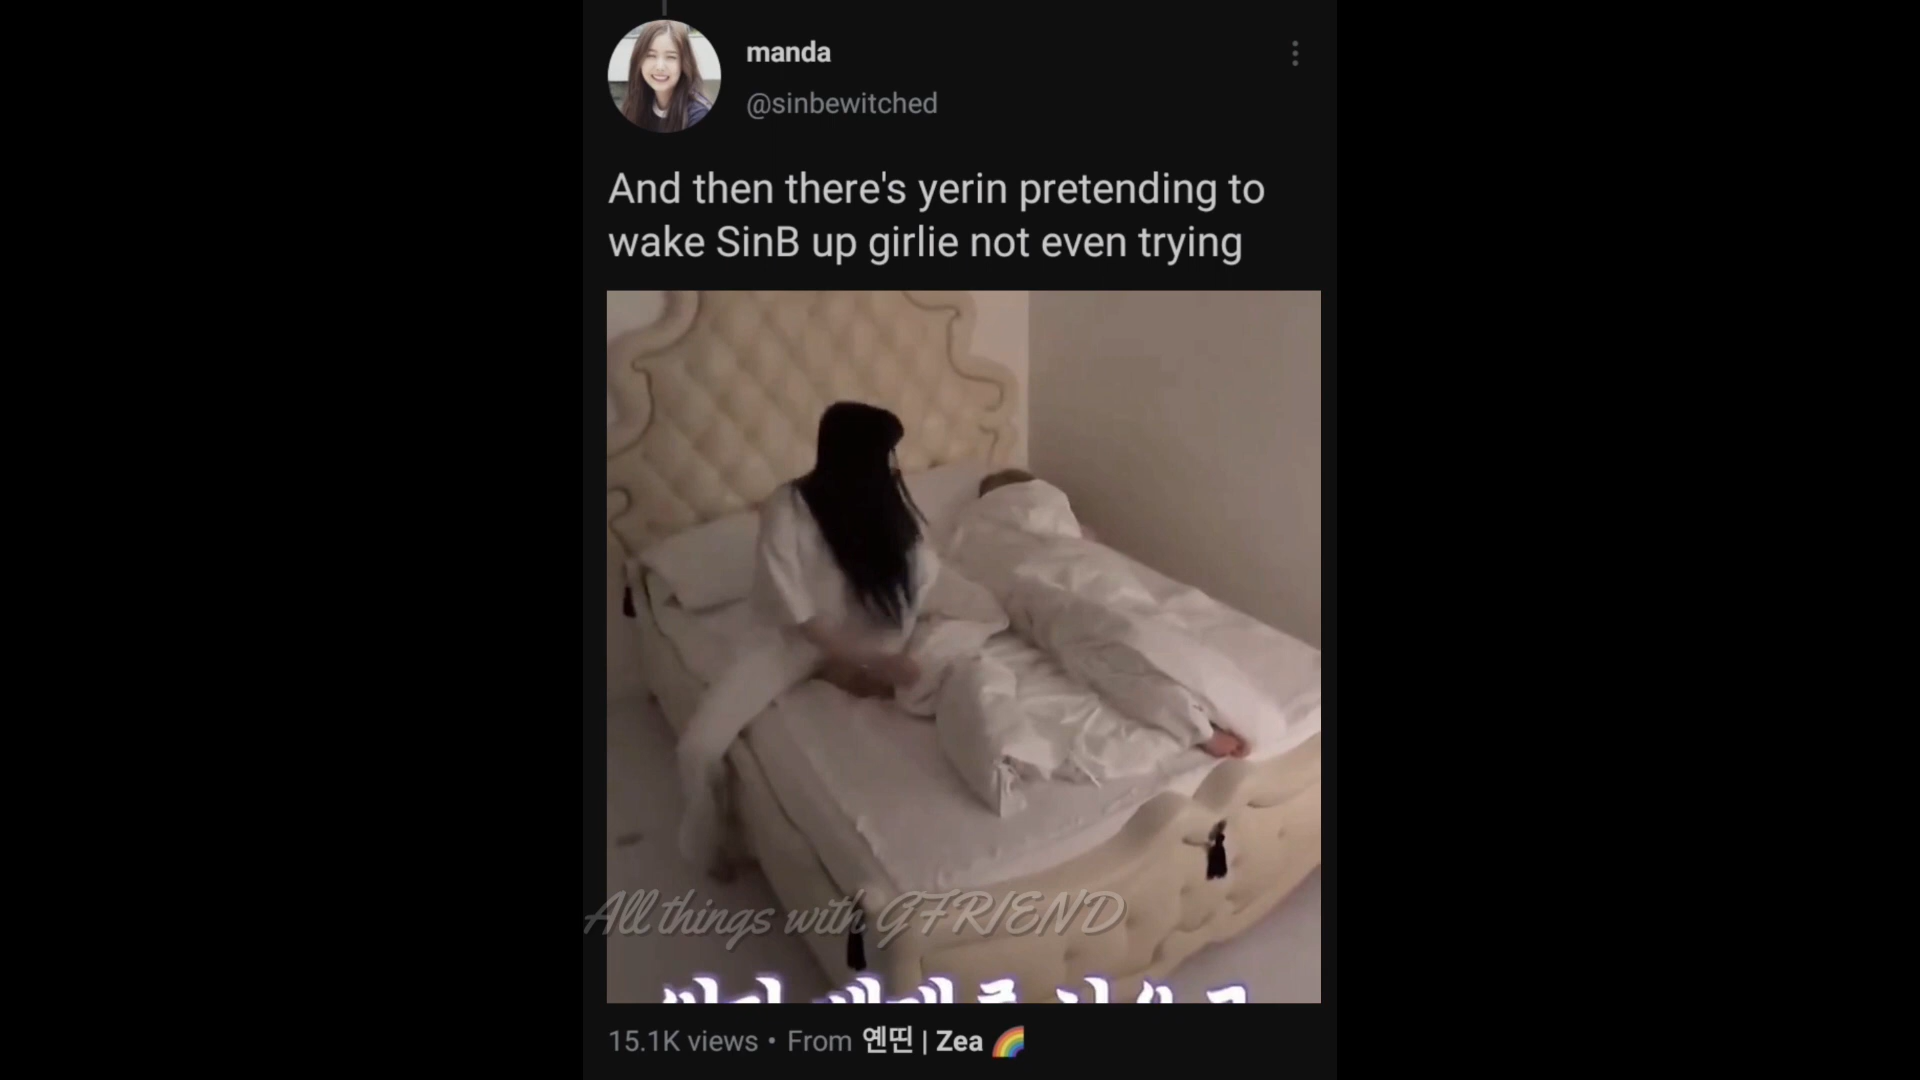 manda
@sinbewitched
And then there's yerin pretending to
wake SinB up girlie not even trying
All things with GFRIEND
15.1K views • From 옌띤 | Zea 🌈